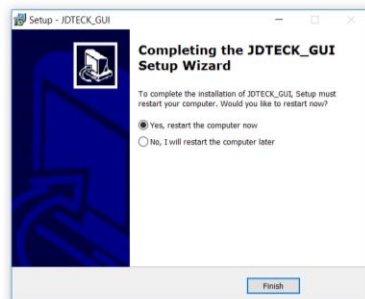 Setup - JDTECK_GUI
Completing the JDTECK_GUI
Setup Wizard
To complete the installation of JDTECK_GUI, Setup must
restart your computer. Would you like to restart now?
Yes, restart the computer now
No, I will restart the computer later
Finish